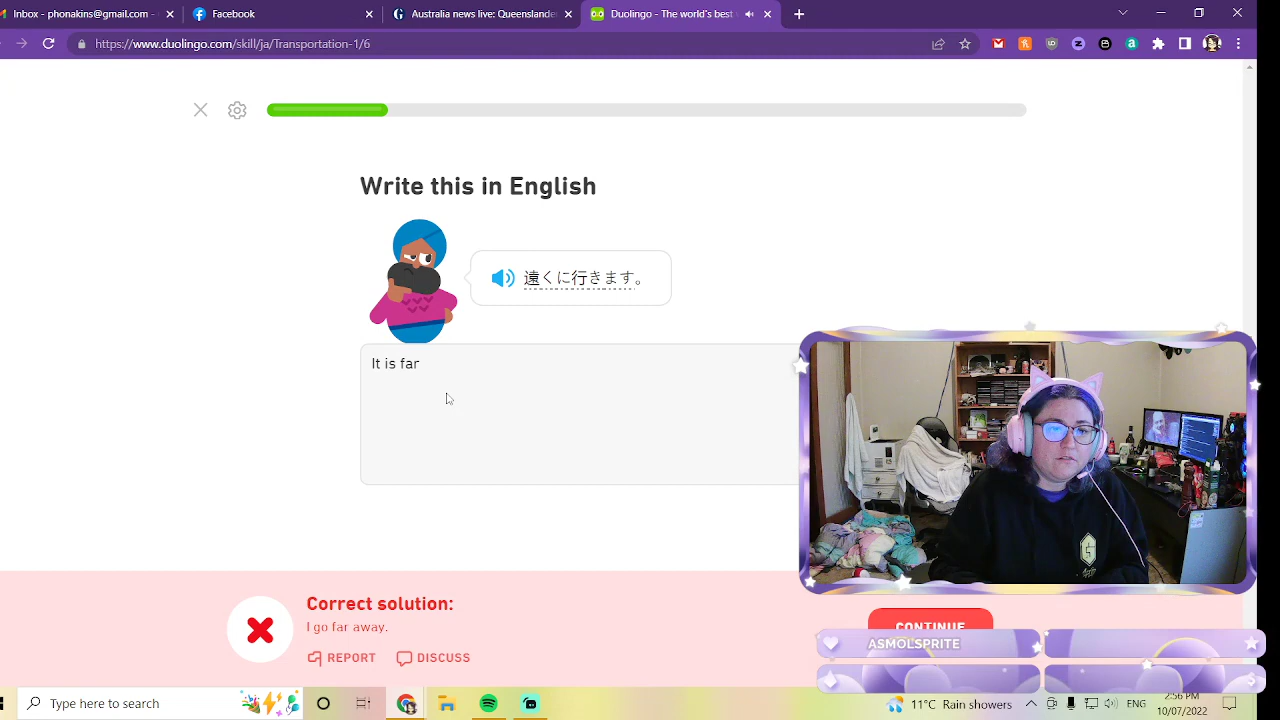 Inbox - phonakins@gmail.com -
Facebook
Australia news live: Queenslander
Duolingo - The world's best
https://www.duolingo.com/skill/ja/Transportation-1/6
Write this in English
遠くに行きます。
It is far
Correct solution:
I go far away.
REPORT
DISCUSS
CONTINUE
ASMOLSPRITE
Type here to search
11°C Rain showers
ENG
2:56 PM
10/07/2022